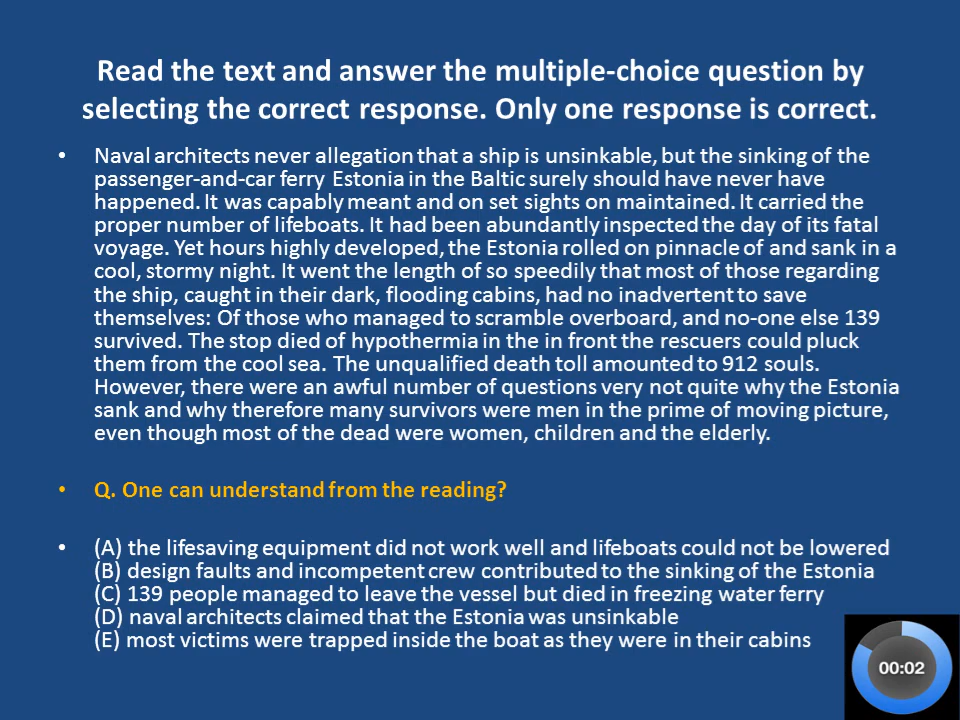 Read the text and answer the multiple-choice question by
selecting the correct response. Only one response is correct.
• Naval architects never allegation that a ship is unsinkable, but the sinking of the
passenger-and-car ferry Estonia in the Baltic surely should have never have
happened. It was capably meant and on set sights on maintained. It carried the
proper number of lifeboats. It had been abundantly inspected the day of its fatal
voyage. Yet hours highly developed, the Estonia rolled on pinnacle of and sank in a
cool, stormy night. It went the length of so speedily that most of those regarding
the ship, caught in their dark, flooding cabins, had no inadvertent to save
themselves: Of those who managed to scramble overboard, and no-one else 139
survived. The stop died of hypothermia in the in front the rescuers could pluck
them from the cool sea. The unqualified death toll amounted to 912 souls.
However, there were an awful number of questions very not quite why the Estonia
sank and why therefore many survivors were men in the prime of moving picture,
even though most of the dead were women, children and the elderly.
• Q. One can understand from the reading?
• (A) the lifesaving equipment did not work well and lifeboats could not be lowered
(B) design faults and incompetent crew contributed to the sinking of the Estonia
(C) 139 people managed to leave the vessel but died in freezing water ferry
(D) naval architects claimed that the Estonia was unsinkable
(E) most victims were trapped inside the boat as they were in their cabins
00:02